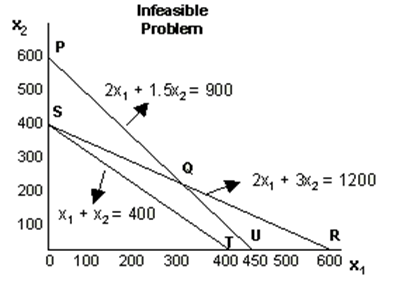 Infeasible
Problem
x2
P
600
2x1 + 1.5x2 = 900
500
S
400
Q
300
2x1 + 3x2 = 1200
200
x1 + x2 = 400
100
T U R
0 100 200 300 400 450 500 600 x1